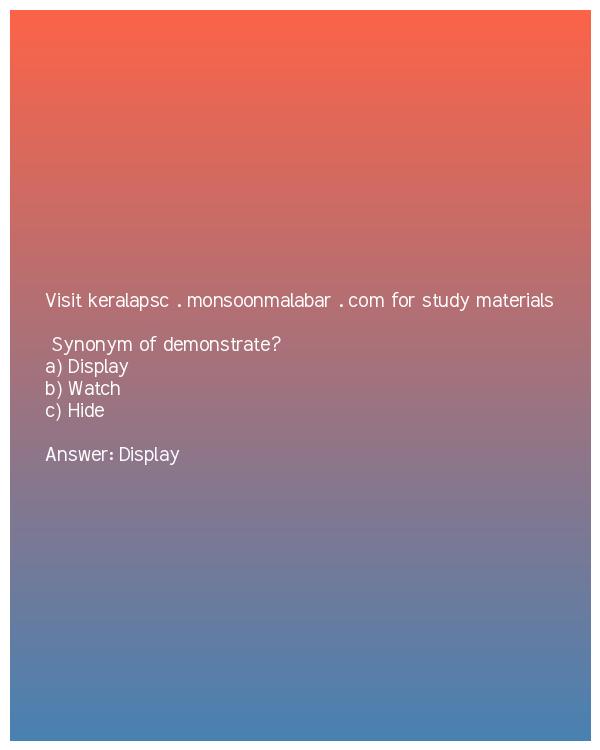 Visit keralapsc . monsoonmalabar . com for study materials
Synonym of demonstrate?
a) Display
b) Watch
c) Hide
Answer: Display